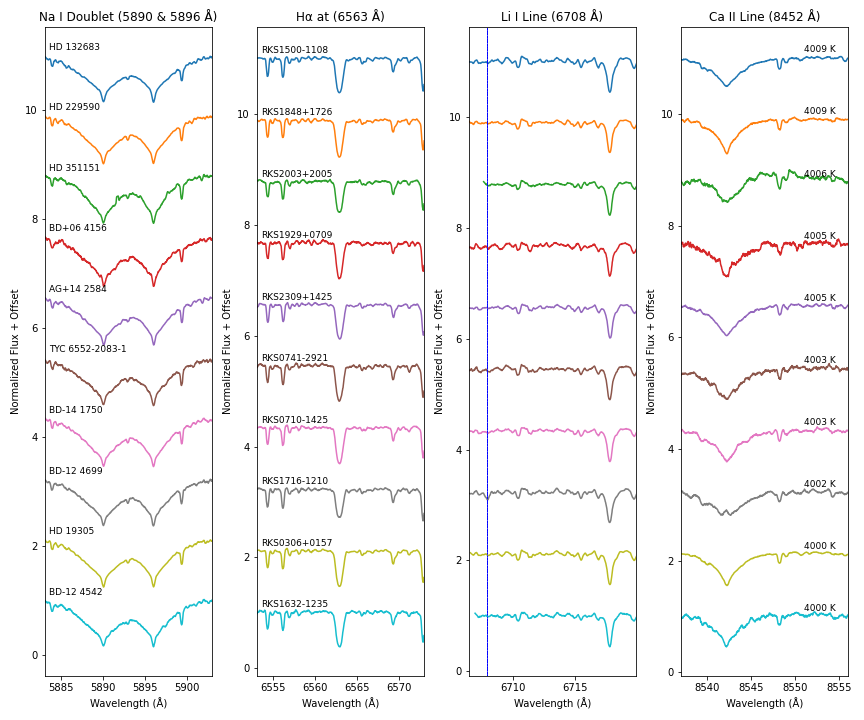 Na I Doublet (5890 & 5896 Å)
Hα at (6563 Å)
Li I Line (6708 Å)
Ca II Line (8452 Å)
HD 132683
HD 229590
HD 351151
BD+06 4156
AG+14 2584
TYC 6552-2083-1
BD-14 1750
BD-12 4699
HD 19305
BD-12 4542
RKS1500-1108
RKS1848+1726
RKS2003+2005
RKS1929+0709
RKS2309+1425
RKS0741-2921
RKS0710-1425
RKS1716-1210
RKS0306+0157
RKS1632-1235
4009 K
4009 K
4006 K
4005 K
4005 K
4003 K
4003 K
4002 K
4000 K
4000 K
Normalized Flux + Offset
10
8
6
4
2
0
5885 5890 5895 5900
Wavelength (Å)
Normalized Flux + Offset
10
8
6
4
2
0
6555 6560 6565 6570
Wavelength (Å)
Normalized Flux + Offset
10
8
6
4
2
0
6710 6715
Wavelength (Å)
Normalized Flux + Offset
10
8
6
4
2
0
8540 8545 8550 8555
Wavelength (Å)